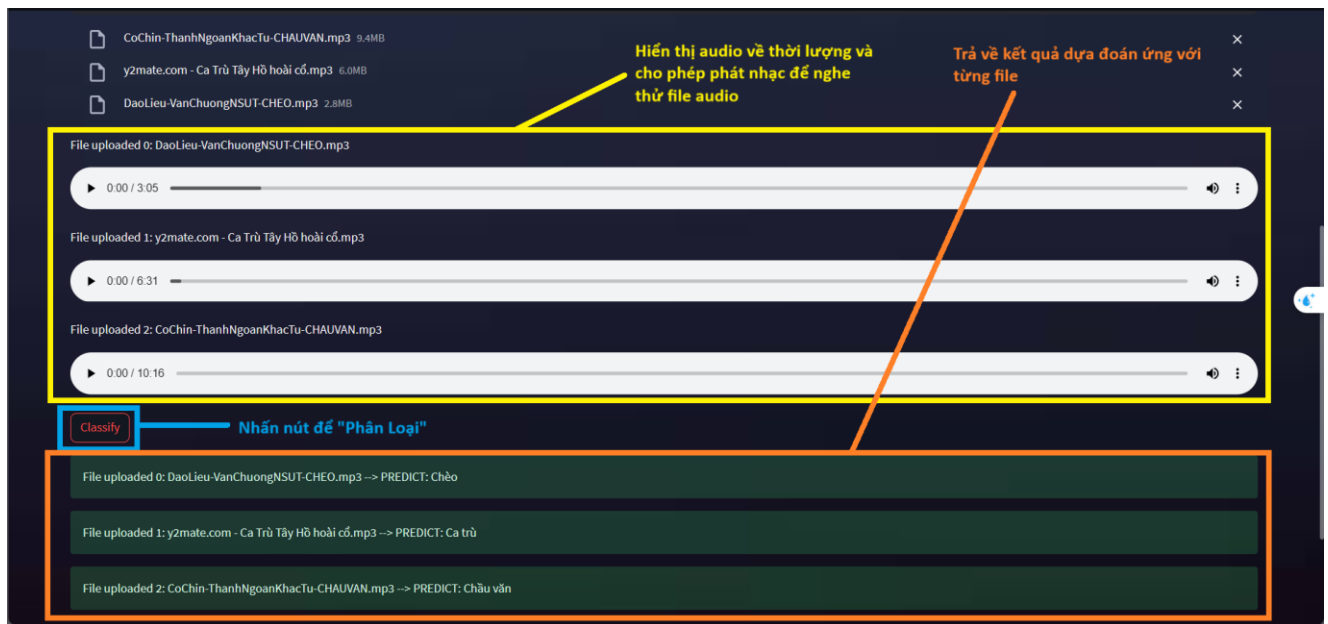 CoChin-ThanhNgoanKhacTu-CHAUVAN.mp3 9.4MB
y2mate.com - Ca Trù Tây Hồ hoài cổ.mp3 6.0MB
DaoLieu-VanChuongNSUT-CHEO.mp3 2.8MB
Hiển thị audio về thời lượng và
cho phép phát nhạc để nghe
thử file audio
Trả về kết quả dựa đoán ứng với
từng file
File uploaded 0: DaoLieu-VanChuongNSUT-CHEO.mp3
0:00 / 3:05
File uploaded 1: y2mate.com - Ca Trù Tây Hồ hoài cổ.mp3
0:00 / 6:31
File uploaded 2: CoChin-ThanhNgoanKhacTu-CHAUVAN.mp3
0:00 / 10:16
Classify
Nhấn nút để "Phân Loại"
File uploaded 0: DaoLieu-VanChuongNSUT-CHEO.mp3 --> PREDICT: Chèo
File uploaded 1: y2mate.com - Ca Trù Tây Hồ hoài cổ.mp3 --> PREDICT: Ca trù
File uploaded 2: CoChin-ThanhNgoanKhacTu-CHAUVAN.mp3 --> PREDICT: Chầu văn